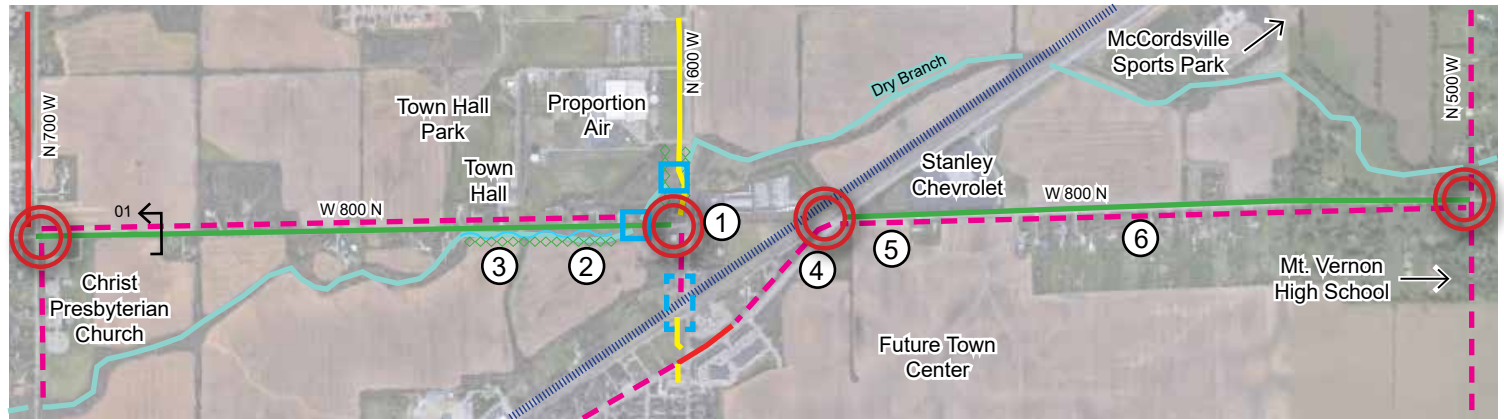 N 700 W
01
Christ
Presbyterian
Church
W 800 N
Town Hall
Park
Town
Hall
Proportion
Air
N 600 W
Dry Branch
McCordsville
Sports Park
N 500 W
Stanley
Chevrolet
W 800 N
1
2
3
4
5
6
Future Town
Center
Mt. Vernon
High School